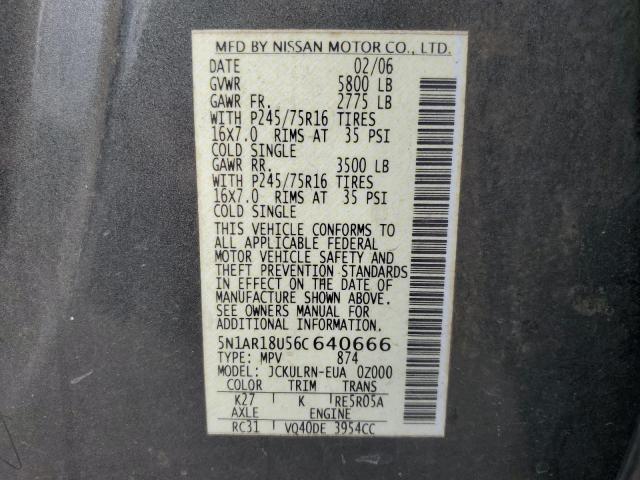 MFD BY NISSAN MOTOR CO., LTD.
DATE 02/06
GVWR 5800 LB
GAWR FR. 2775 LB
WITH P245/75R16 TIRES
16X7.0 RIMS AT 35 PSI
COLD SINGLE
GAWR RR. 3500 LB
WITH P245/75R16 TIRES
16X7.0 RIMS AT 35 PSI
COLD SINGLE
THIS VEHICLE CONFORMS TO
ALL APPLICABLE FEDERAL
MOTOR VEHICLE SAFETY AND
THEFT PREVENTION STANDARDS
IN EFFECT ON THE DATE OF
MANUFACTURE SHOWN ABOVE.
SEE OWNERS MANUAL FOR
ADDITIONAL INFORMATION.
5N1AR18U56C640666
TYPE: MPV 874
MODEL: JCKULRN-EUA 0Z000
COLOR TRIM TRANS
K27 K RE5R05A
AXLE ENGINE
RC31 VQ40DE 3954CC